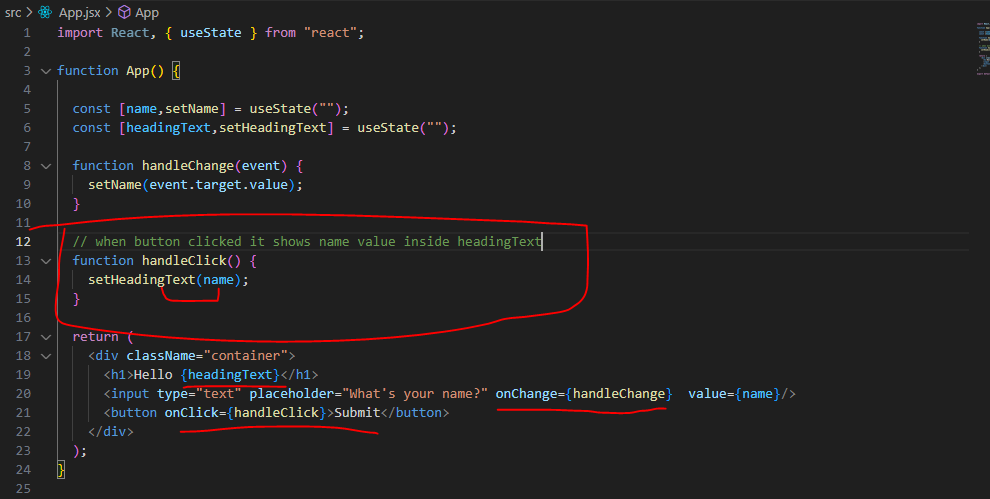 src > App.jsx > App
1 import React, { useState } from "react";
2
3 function App() {
4
5 const [name,setName] = useState("");
6 const [headingText,setHeadingText] = useState("");
7
8 function handleChange(event) {
9 setName(event.target.value);
10 }
11
12 // when button clicked it shows name value inside headingText
13 function handleClick() {
14 setHeadingText(name);
15 }
16
17 return (
18 <div className="container">
19 <h1>Hello {headingText}</h1>
20 <input type="text" placeholder="What's your name?" onChange={handleChange}  value={name}/>
21 <button onClick={handleClick}>Submit</button>
22 </div>
23 );
24 }
25